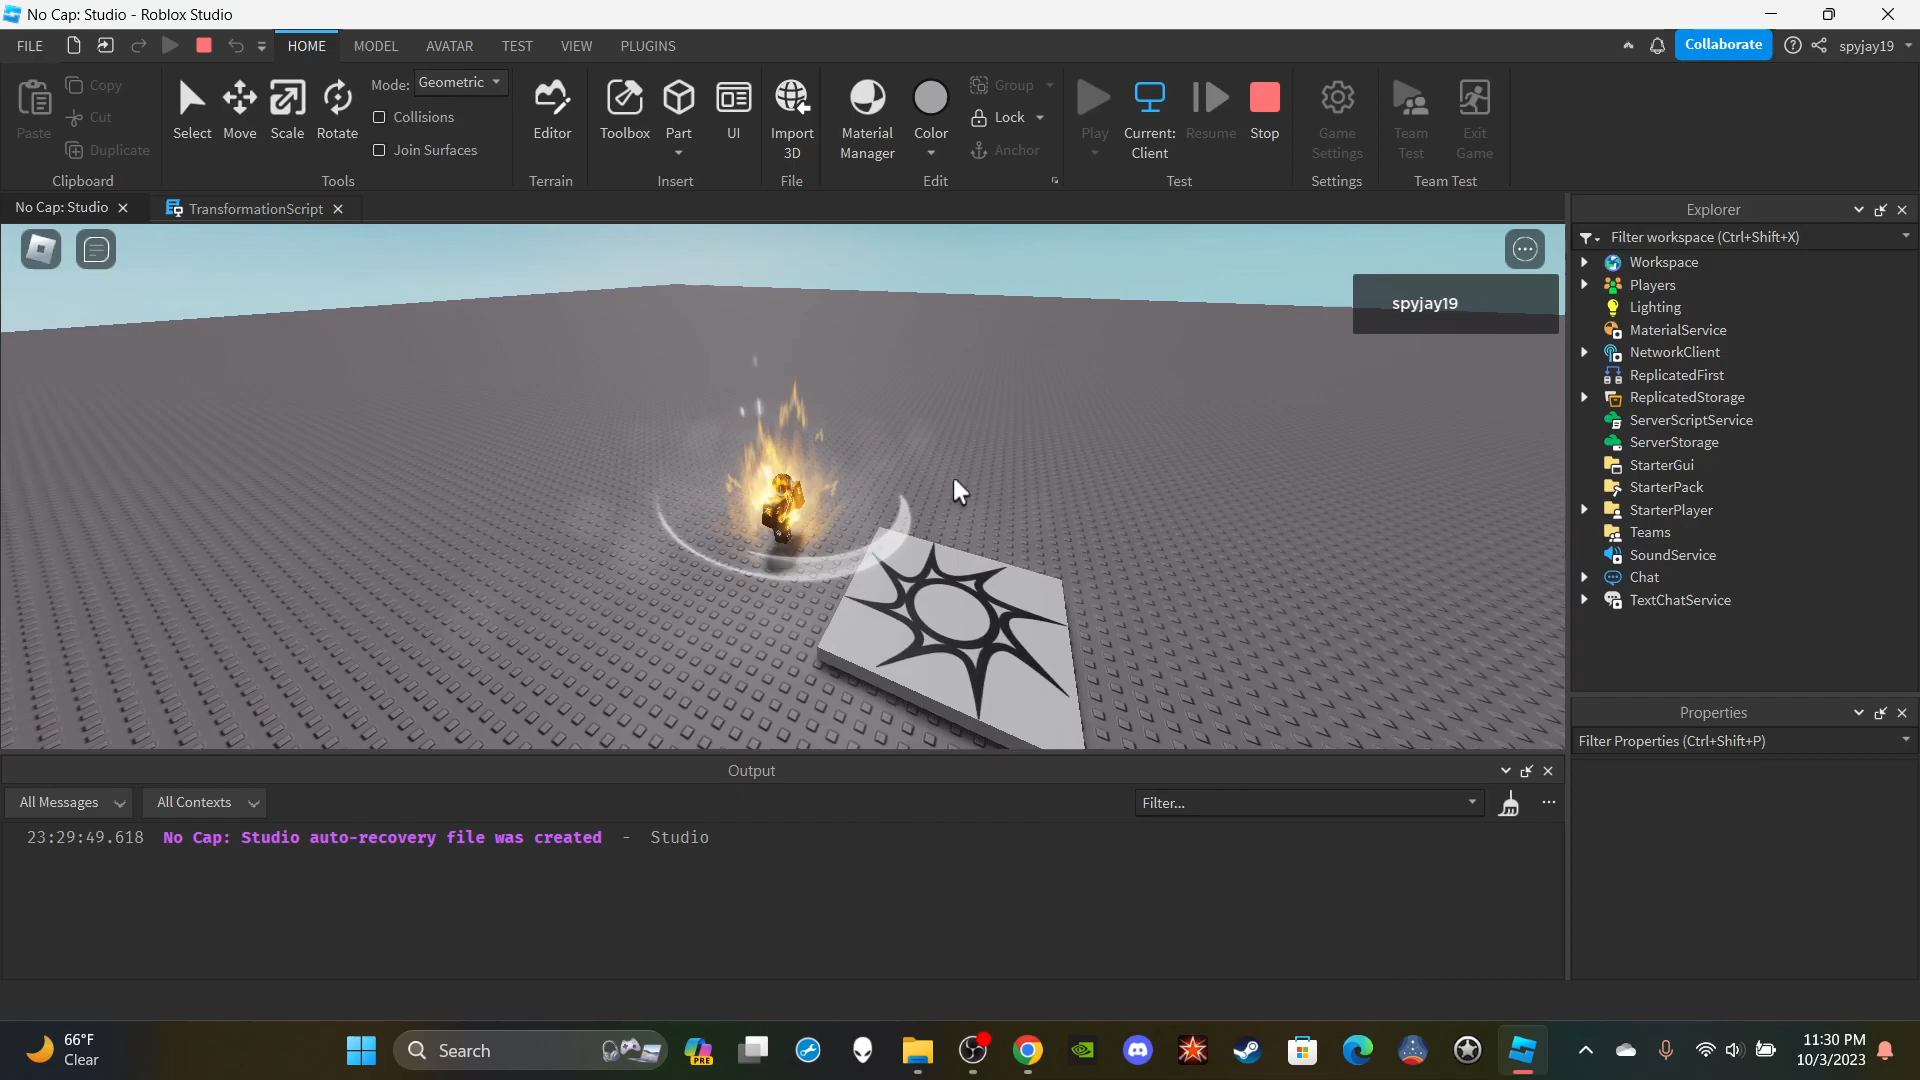 No Cap: Studio - Roblox Studio
FILE HOME MODEL AVATAR TEST VIEW PLUGINS Collaborate spyjay19
Paste Copy Cut Duplicate
Clipboard
Select Move Scale Rotate
Mode: Geometric
Collisions
Join Surfaces
Tools
Editor
Terrain
Toolbox Part UI
Insert
Import 3D
File
Material Manager
Color
Group
Lock
Anchor
Edit
Play
Current: Client
Resume Stop
Test
Game Settings
Settings
Team Test
Exit Game
Team Test
No Cap: Studio
TransformationScript
spyjay19
Explorer
Filter workspace (Ctrl+Shift+X)
Workspace
Players
Lighting
MaterialService
NetworkClient
ReplicatedFirst
ReplicatedStorage
ServerScriptService
ServerStorage
StarterGui
StarterPack
StarterPlayer
Teams
SoundService
Chat
TextChatService
Properties
Filter Properties (Ctrl+Shift+P)
Output
All Messages All Contexts Filter...
23:29:49.618 No Cap: Studio auto-recovery file was created - Studio
66°F
Clear
Search
PRE
11:30 PM
10/3/2023